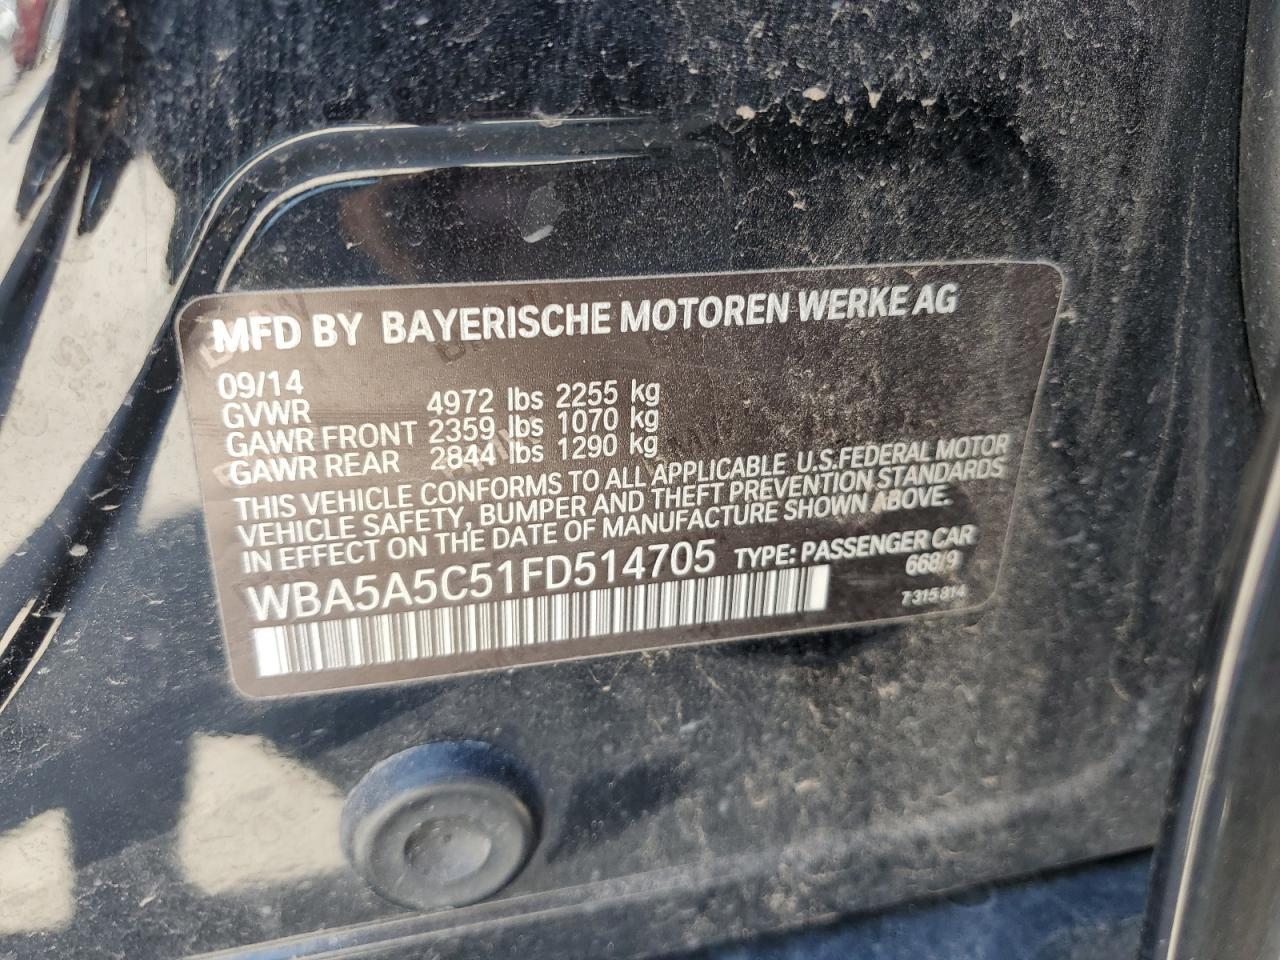 MFD BY BAYERISCHE MOTOREN WERKE AG
09/14
GVWR 4972 lbs 2255 kg
GAWR FRONT 2359 lbs 1070 kg
GAWR REAR 2844 lbs 1290 kg
THIS VEHICLE CONFORMS TO ALL APPLICABLE U.S.FEDERAL MOTOR
VEHICLE SAFETY, BUMPER AND THEFT PREVENTION STANDARDS
IN EFFECT ON THE DATE OF MANUFACTURE SHOWN ABOVE.
WBA5A5C51FD514705 TYPE: PASSENGER CAR
668/9
7315814